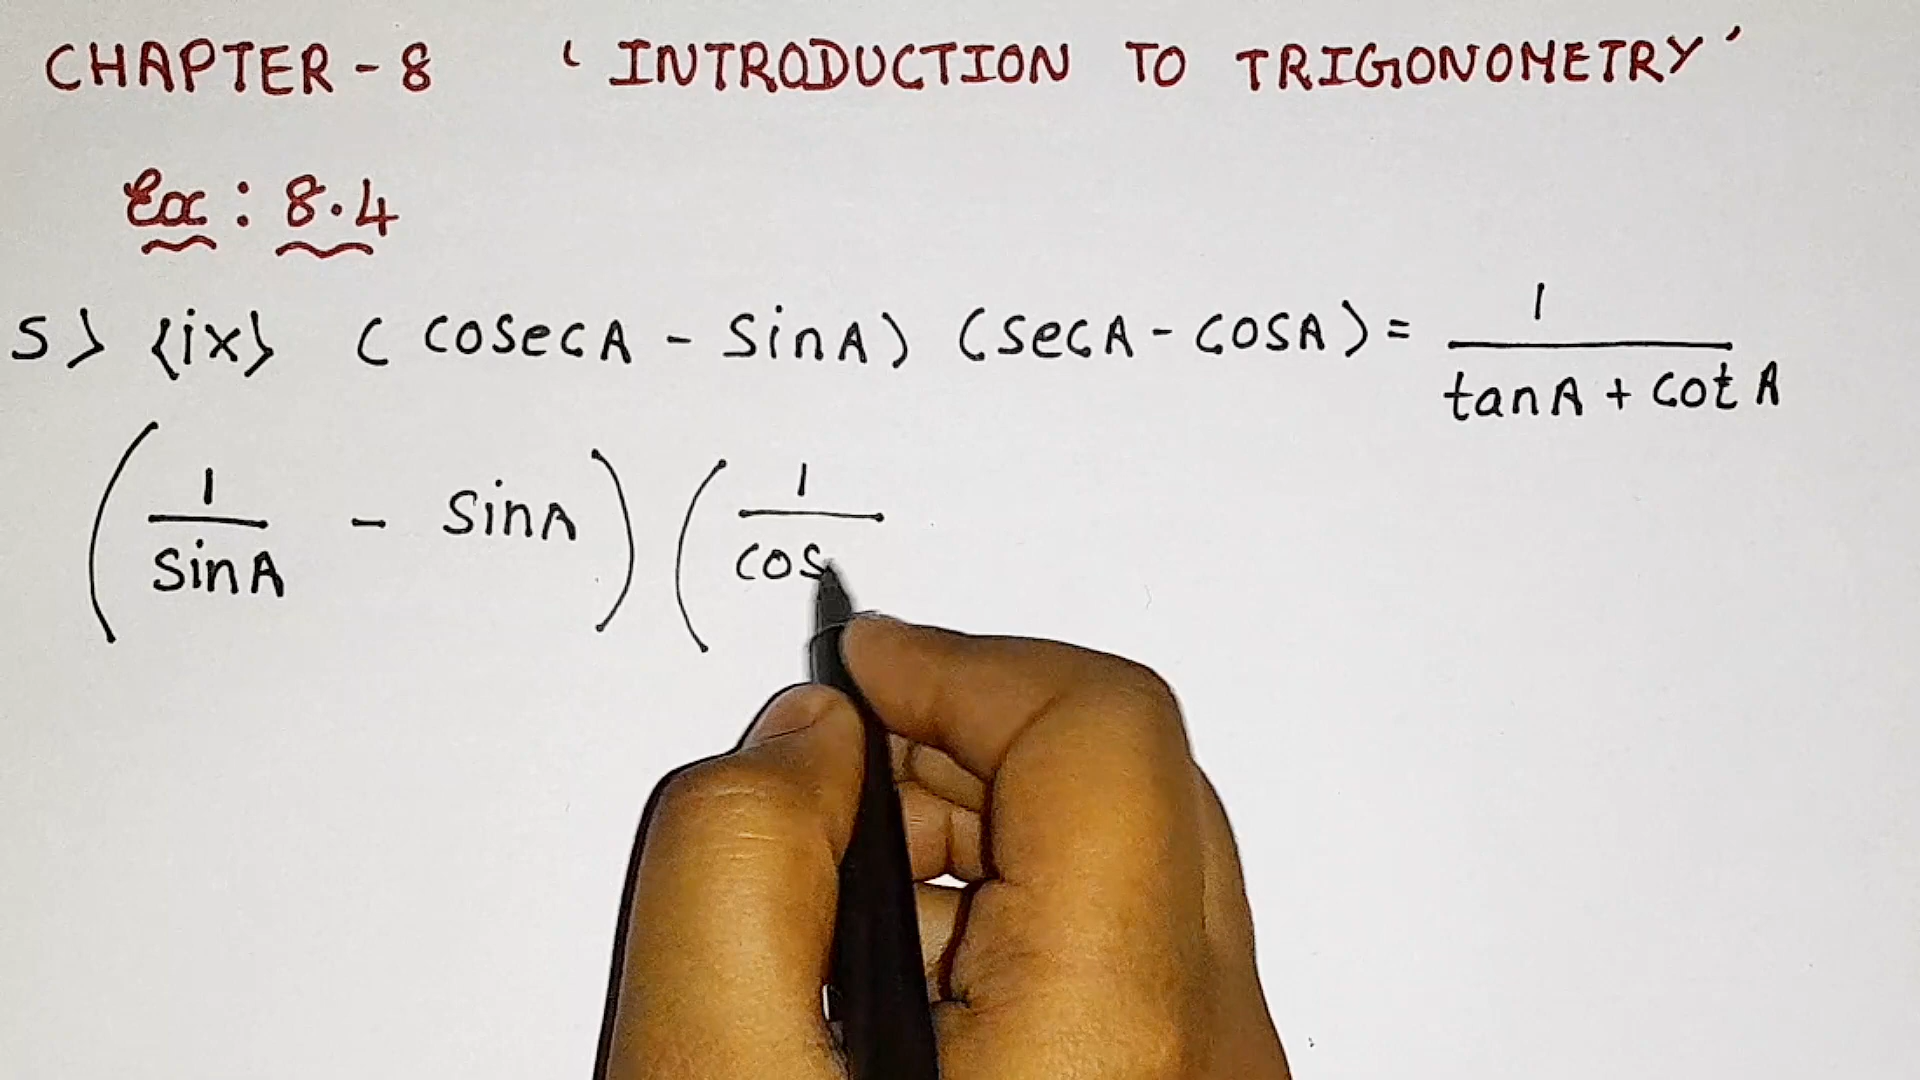 CHAPTER - 8 ‘ INTRODUCTION TO TRIGONOMETRY ’
Ex : 8.4
5> {ix} ( cosecA - sinA) (secA - cosA) = 1 / tanA + cot A
( 1 / sinA - sinA ) ( 1 / cos